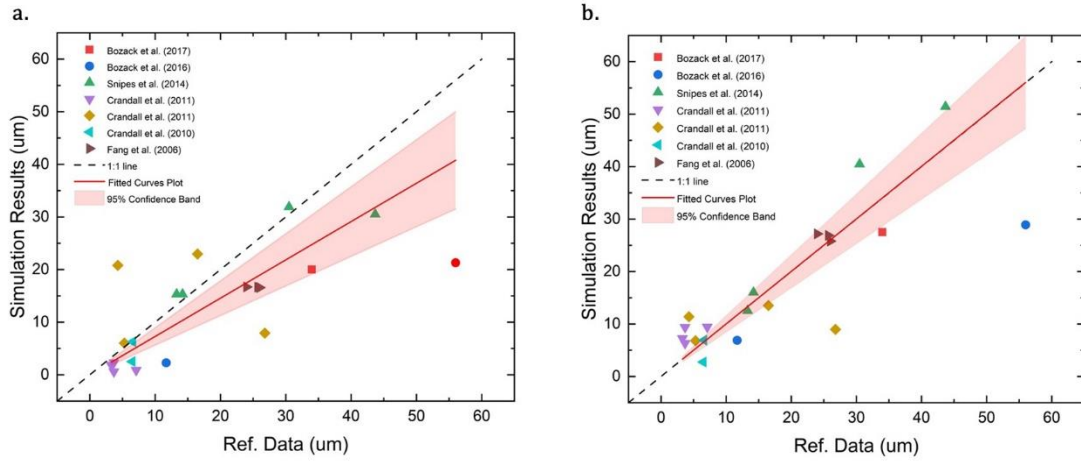 a.
60
50
40
30
20
10
0
Simulation Results (um)
Bozack et al. (2017)
Bozack et al. (2016)
Snipes et al. (2014)
Crandall et al. (2011)
Crandall et al. (2011)
Crandall et al. (2010)
Fang et al. (2006)
1:1 line
Fitted Curves Plot
95% Confidence Band
0 10 20 30 40 50 60
Ref. Data (um)
b.
60
50
40
30
20
10
0
Simulation Results (um)
Bozack et al. (2017)
Bozack et al. (2016)
Snipes et al. (2014)
Crandall et al. (2011)
Crandall et al. (2011)
Crandall et al. (2010)
Fang et al. (2006)
1:1 line
Fitted Curves Plot
95% Confidence Band
0 10 20 30 40 50 60
Ref. Data (um)